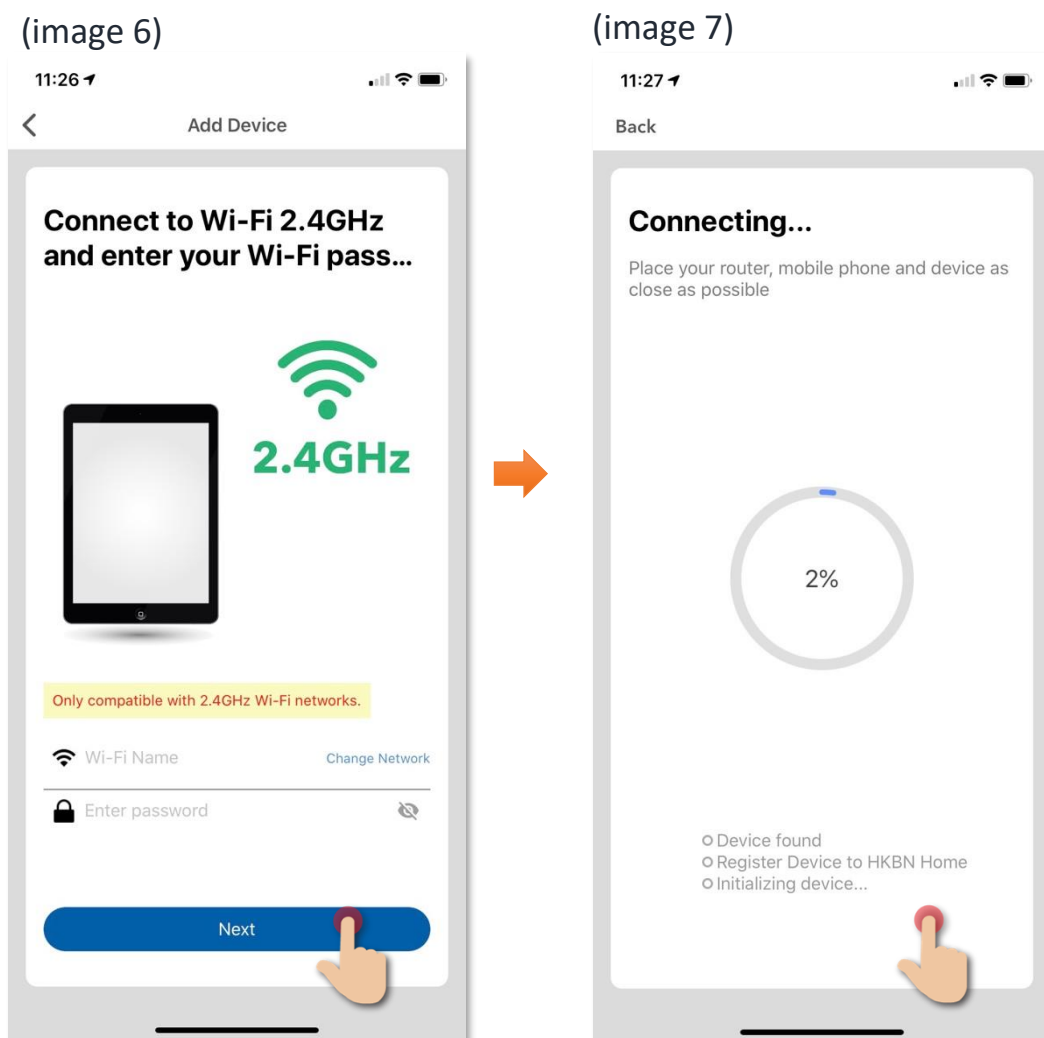 (image 6)
11:26
Add Device
Connect to Wi-Fi 2.4GHz
and enter your Wi-Fi pass...
2.4GHz
Only compatible with 2.4GHz Wi-Fi networks.
Wi-Fi Name
Change Network
Enter password
Next
(image 7)
11:27
Back
Connecting...
Place your router, mobile phone and device as
close as possible
2%
Device found
Register Device to HKBN Home
Initializing device...